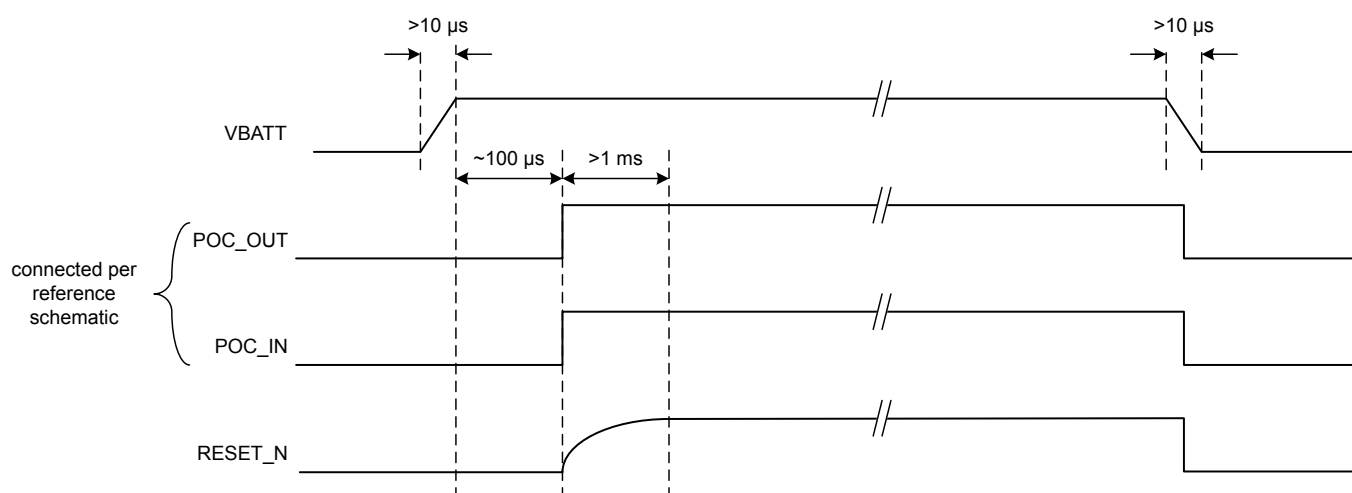 >10 µs
>10 µs
VBATT
~100 µs
>1 ms
POC_OUT
connected per
reference
schematic
POC_IN
RESET_N